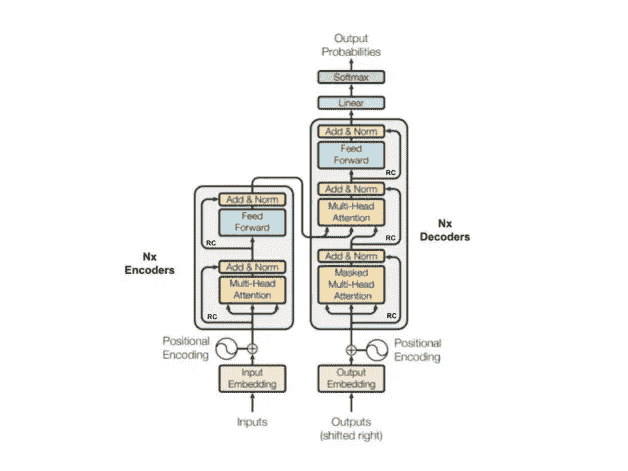 Output
Probabilities
Softmax
Linear
Add & Norm
Feed
Forward
RC
Add & Norm
Multi-Head
Attention
RC
Add & Norm
Masked
Multi-Head
Attention
RC
Nx
Decoders
Add & Norm
Feed
Forward
RC
Add & Norm
Multi-Head
Attention
RC
Nx
Encoders
Positional
Encoding
Positional
Encoding
Input
Embedding
Output
Embedding
Inputs
Outputs
(shifted right)